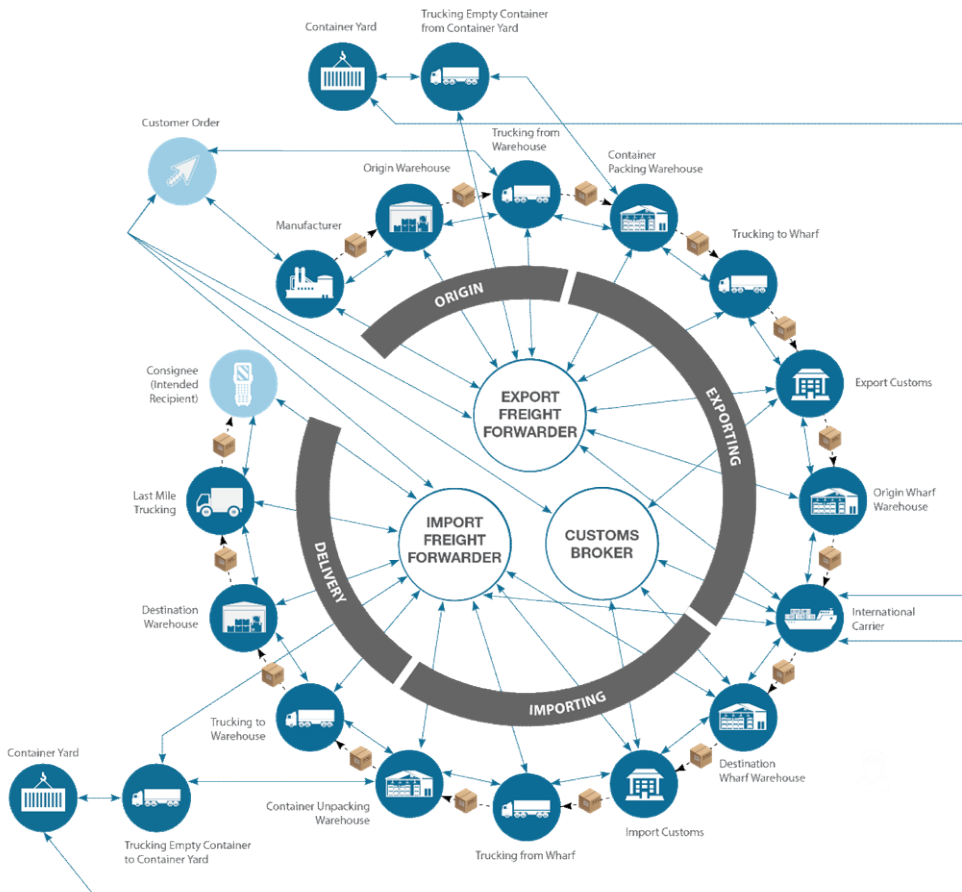 Container Yard
Trucking Empty Container
from Container Yard
Customer Order
Trucking from
Warehouse
Origin Warehouse
Container
Packing Warehouse
Manufacturer
Trucking to Wharf
ORIGIN
Consignee
(Intended
Recipient)
EXPORT
FREIGHT
FORWARDER
EXPORTING
Export Customs
Last Mile
Trucking
Origin Wharf
Warehouse
IMPORT
FREIGHT
FORWARDER
CUSTOMS
BROKER
DELIVERY
Destination
Warehouse
International
Carrier
IMPORTING
Trucking to
Warehouse
Container Yard
Destination
Wharf Warehouse
Container Unpacking
Warehouse
Import Customs
Trucking Empty Container
to Container Yard
Trucking from Wharf